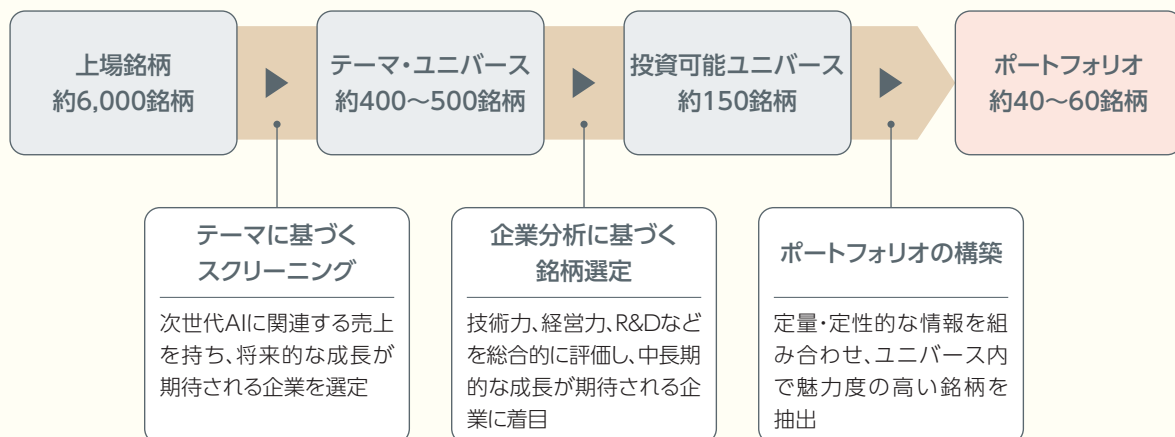 上場銘柄
約6,000銘柄
テーマ・ユニバース
約400～500銘柄
投資可能ユニバース
約150銘柄
ポートフォリオ
約40～60銘柄
テーマに基づく
スクリーニング
次世代AIに関連する売上
を持ち、将来的な成長が
期待される企業を選定
企業分析に基づく
銘柄選定
技術力、経営力、R&Dなど
を総合的に評価し、中長期
的な成長が期待される企
業に着目
ポートフォリオの構築
定量・定性的な情報を組
み合わせ、ユニバース内
で魅力度の高い銘柄を
抽出